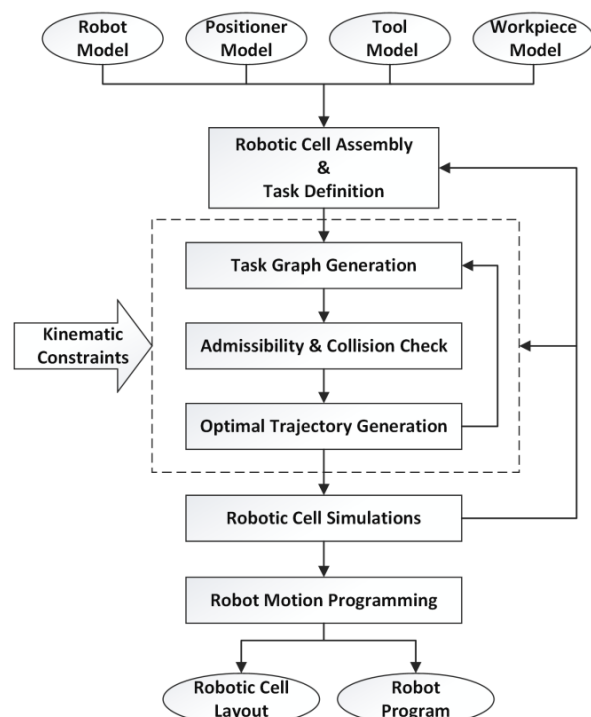 Robot
Model
Positioner
Model
Tool
Model
Workpiece
Model
Robotic Cell Assembly
&
Task Definition
Task Graph Generation
Kinematic
Constraints
Admissibility & Collision Check
Optimal Trajectory Generation
Robotic Cell Simulations
Robot Motion Programming
Robotic Cell
Layout
Robot
Program